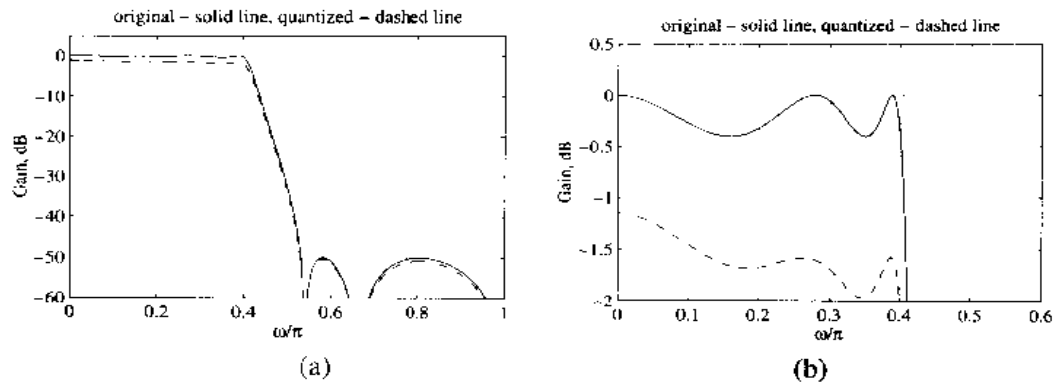 original – solid line, quantized – dashed line
0
−10
−20
−30
−40
−50
−60
Gain, dB
0 0.2 0.4 0.6 0.8 1
ω/π
(a)
original – solid line, quantized – dashed line
0.5
0
−0.5
−1
−1.5
−2
Gain, dB
0 0.1 0.2 0.3 0.4 0.5 0.6
ω/π
(b)